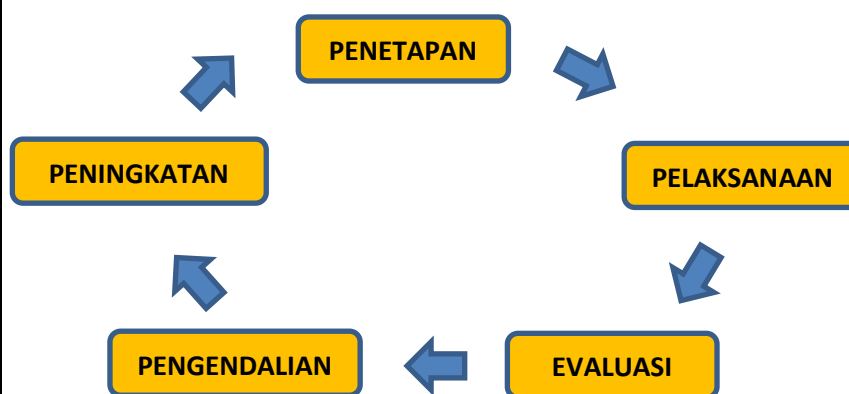 PENETAPAN
PENINGKATAN
PELAKSANAAN
PENGENDALIAN
EVALUASI